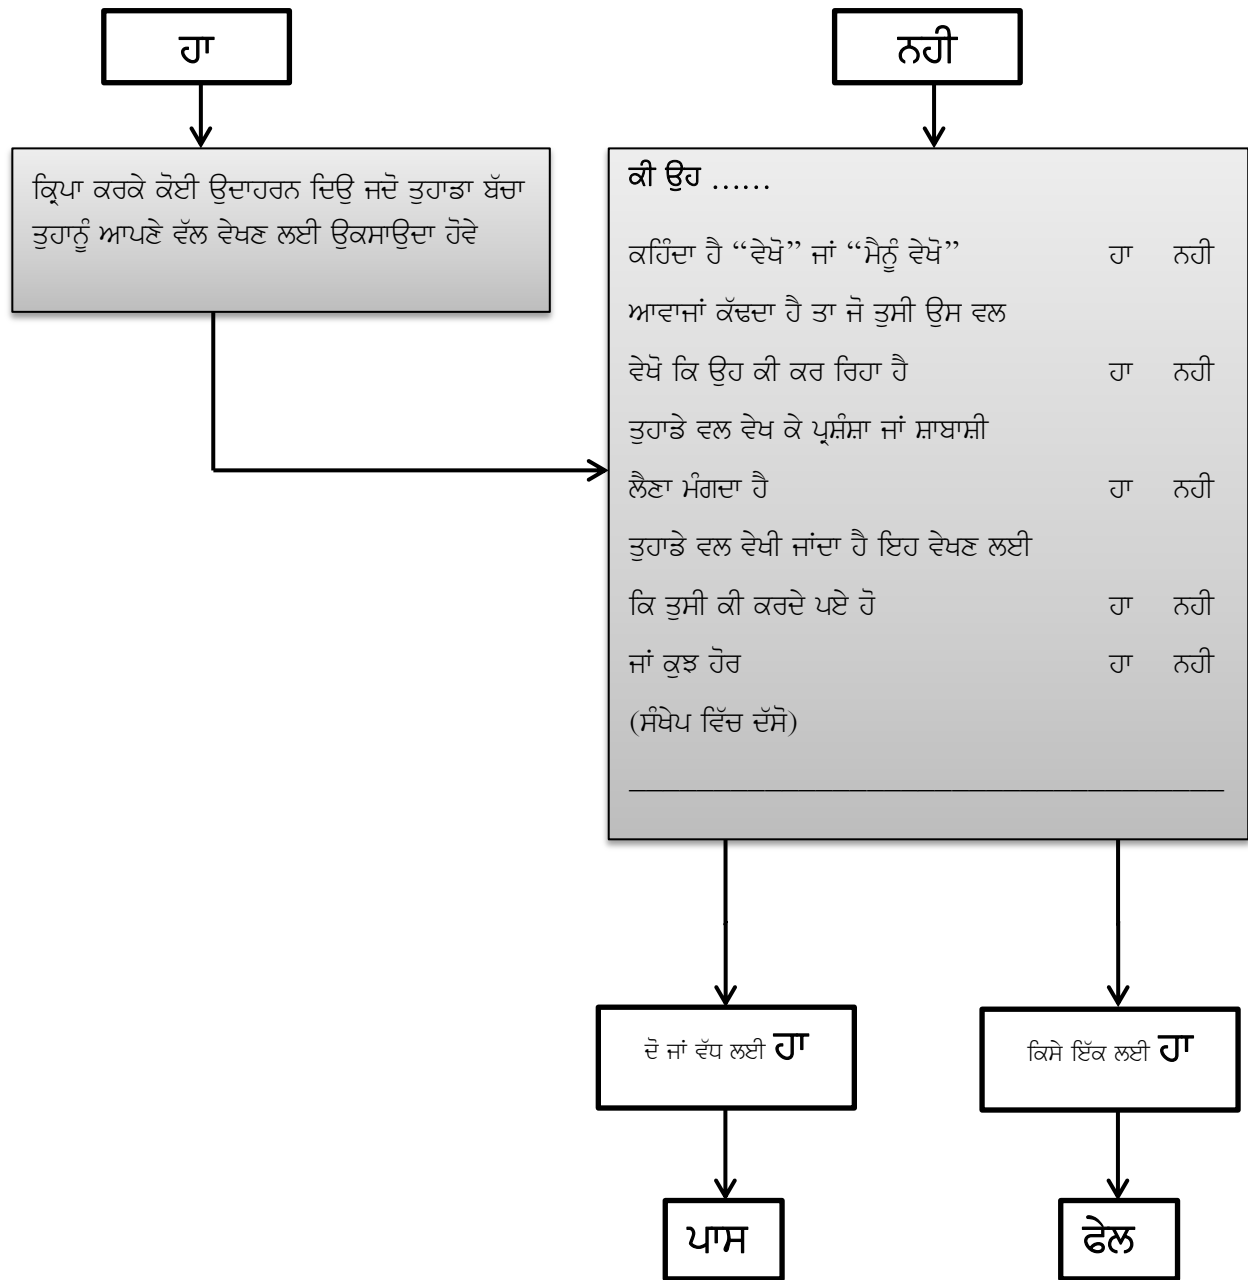 ਹਾ
ਨਹੀ
ਕ੍ਰਿਪਾ ਕਰਕੇ ਕੋਈ ਉਦਾਹਰਨ ਦਿਉ ਜਦੋ ਤੁਹਾਡਾ ਬੱਚਾ
ਤੁਹਾਨੂੰ ਆਪਣੇ ਵੱਲ ਵੇਖਣ ਲਈ ਉਕਸਾਉਦਾ ਹੋਵੇ
ਕੀ ਉਹ ......
ਕਹਿੰਦਾ ਹੈ “ਵੇਖੋ” ਜਾਂ “ਮੈਨੂੰ ਵੇਖੋ” ਹਾ ਨਹੀ
ਆਵਾਜਾਂ ਕੱਢਦਾ ਹੈ ਤਾ ਜੋ ਤੁਸੀ ਉਸ ਵਲ
ਵੇਖੋ ਕਿ ਉਹ ਕੀ ਕਰ ਰਿਹਾ ਹੈ ਹਾ ਨਹੀ
ਤੁਹਾਡੇ ਵਲ ਵੇਖ ਕੇ ਪ੍ਰਸ਼ੰਸ਼ਾ ਜਾਂ ਸ਼ਾਬਾਸ਼ੀ
ਲੈਣਾ ਮੰਗਦਾ ਹੈ ਹਾ ਨਹੀ
ਤੁਹਾਡੇ ਵਲ ਵੇਖੀ ਜਾਂਦਾ ਹੈ ਇਹ ਵੇਖਣ ਲਈ
ਕਿ ਤੁਸੀ ਕੀ ਕਰਦੇ ਪਏ ਹੋ ਹਾ ਨਹੀ
ਜਾਂ ਕੁਝ ਹੋਰ ਹਾ ਨਹੀ
(ਸੰਖੇਪ ਵਿੱਚ ਦੱਸੋ)
ਦੋ ਜਾਂ ਵੱਧ ਲਈ ਹਾ
ਕਿਸੇ ਇੱਕ ਲਈ ਹਾ
ਪਾਸ
ਫੇਲ